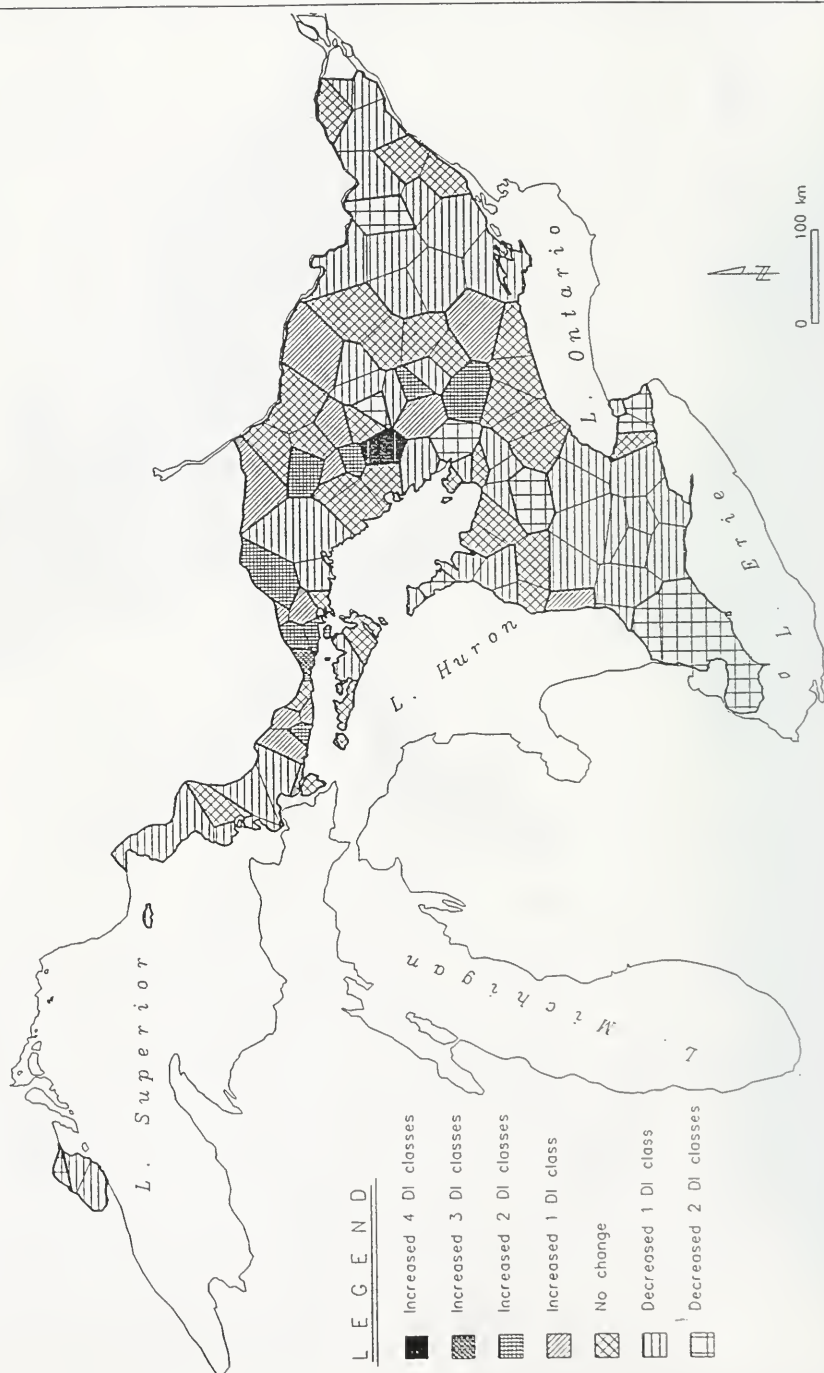 L. Superior
L. Michigan
L. Huron
L. Ontario
L. Erie
N
0 100 km
LEGEND
Increased 4 DI classes
Increased 3 DI classes
Increased 2 DI classes
Increased 1 DI class
No change
Decreased 1 DI class
Decreased 2 DI classes